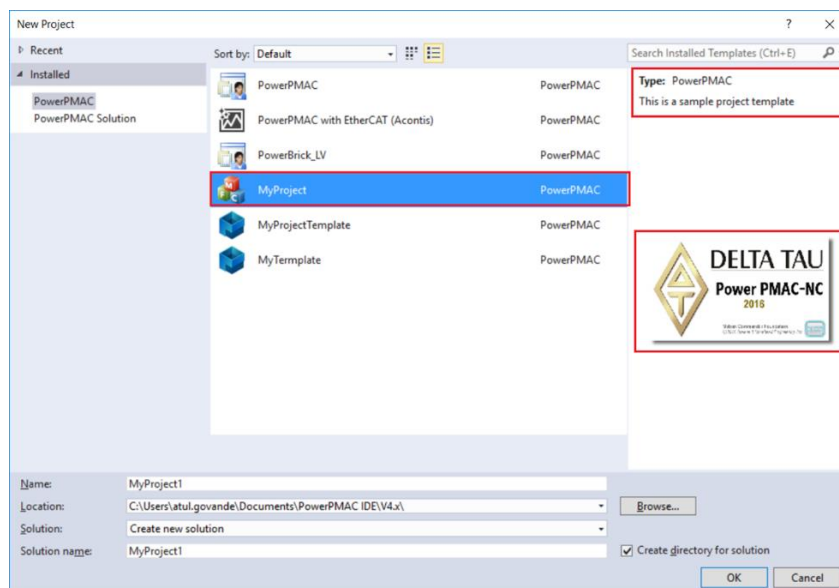 New Project
Recent
Installed
PowerPMAC
PowerPMAC Solution
Sort by: Default
Search Installed Templates (Ctrl+E)
PowerPMAC PowerPMAC
PowerPMAC with EtherCAT (Acontis) PowerPMAC
PowerBrick_LV PowerPMAC
MyProject PowerPMAC
MyProjectTemplate PowerPMAC
MyTermplate PowerPMAC
Type: PowerPMAC
This is a sample project template
DELTA TAU
Power PMAC-NC
2016
Name: MyProject1
Location: C:\Users\atul.govande\Documents\PowerPMAC IDE\V4.x\
Browse...
Solution: Create new solution
Solution name: MyProject1
Create directory for solution
OK Cancel